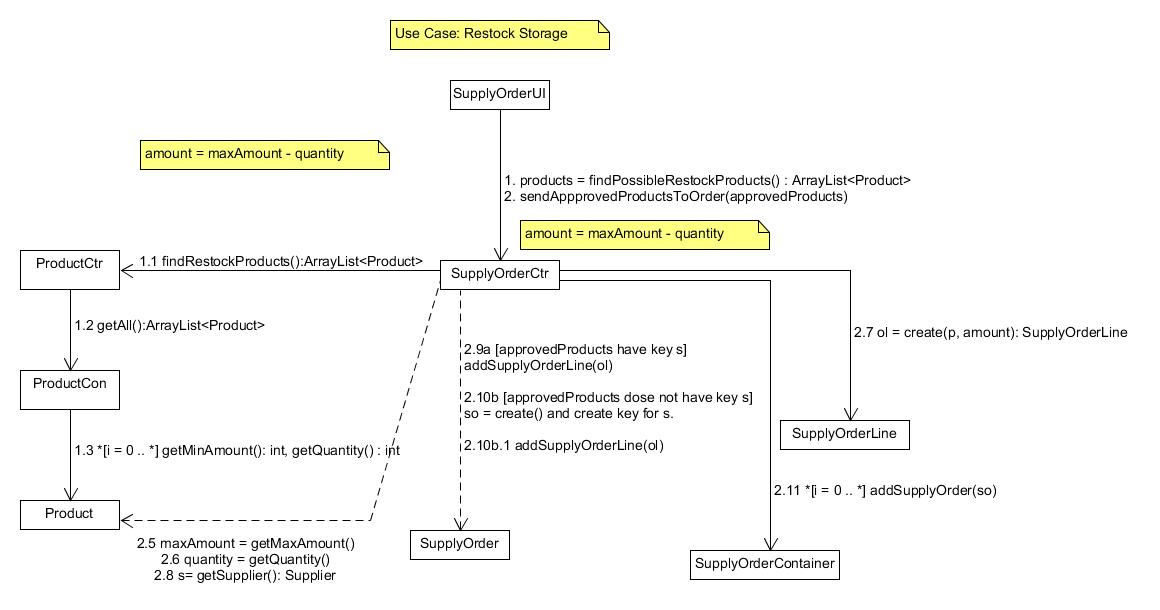 Use Case: Restock Storage
SupplyOrderUI
amount = maxAmount - quantity
1. products = findPossibleRestockProducts() : ArrayList<Product>
2. sendAppprovedProductsToOrder(approvedProducts)
amount = maxAmount - quantity
ProductCtr
1.1 findRestockProducts():ArrayList<Product>
SupplyOrderCtr
1.2 getAll():ArrayList<Product>
2.7 ol = create(p, amount): SupplyOrderLine
2.9a [approvedProducts have key s]
addSupplyOrderLine(ol)
ProductCon
2.10b [approvedProducts dose not have key s]
so = create() and create key for s.
SupplyOrderLine
2.10b.1 addSupplyOrderLine(ol)
1.3 *[i = 0 .. *] getMinAmount(): int, getQuantity() : int
2.11 *[i = 0 .. *] addSupplyOrder(so)
Product
2.5 maxAmount = getMaxAmount()
2.6 quantity = getQuantity()
2.8 s= getSupplier(): Supplier
SupplyOrder
SupplyOrderContainer